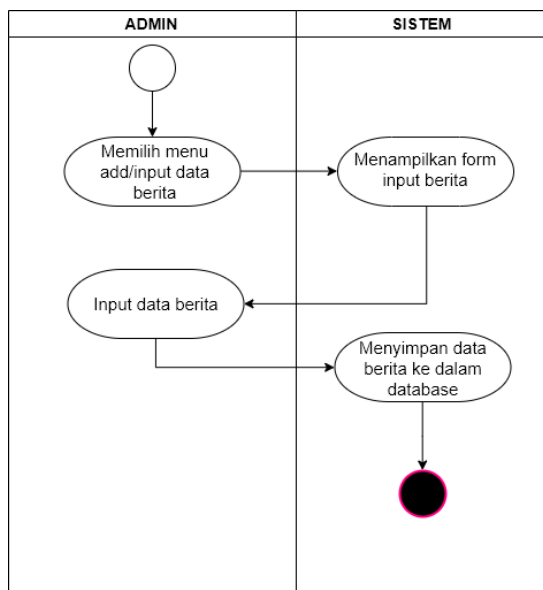 ADMIN
SISTEM
Memilih menu
add/input data
berita
Menampilkan form
input berita
Input data berita
Menyimpan data
berita ke dalam
database